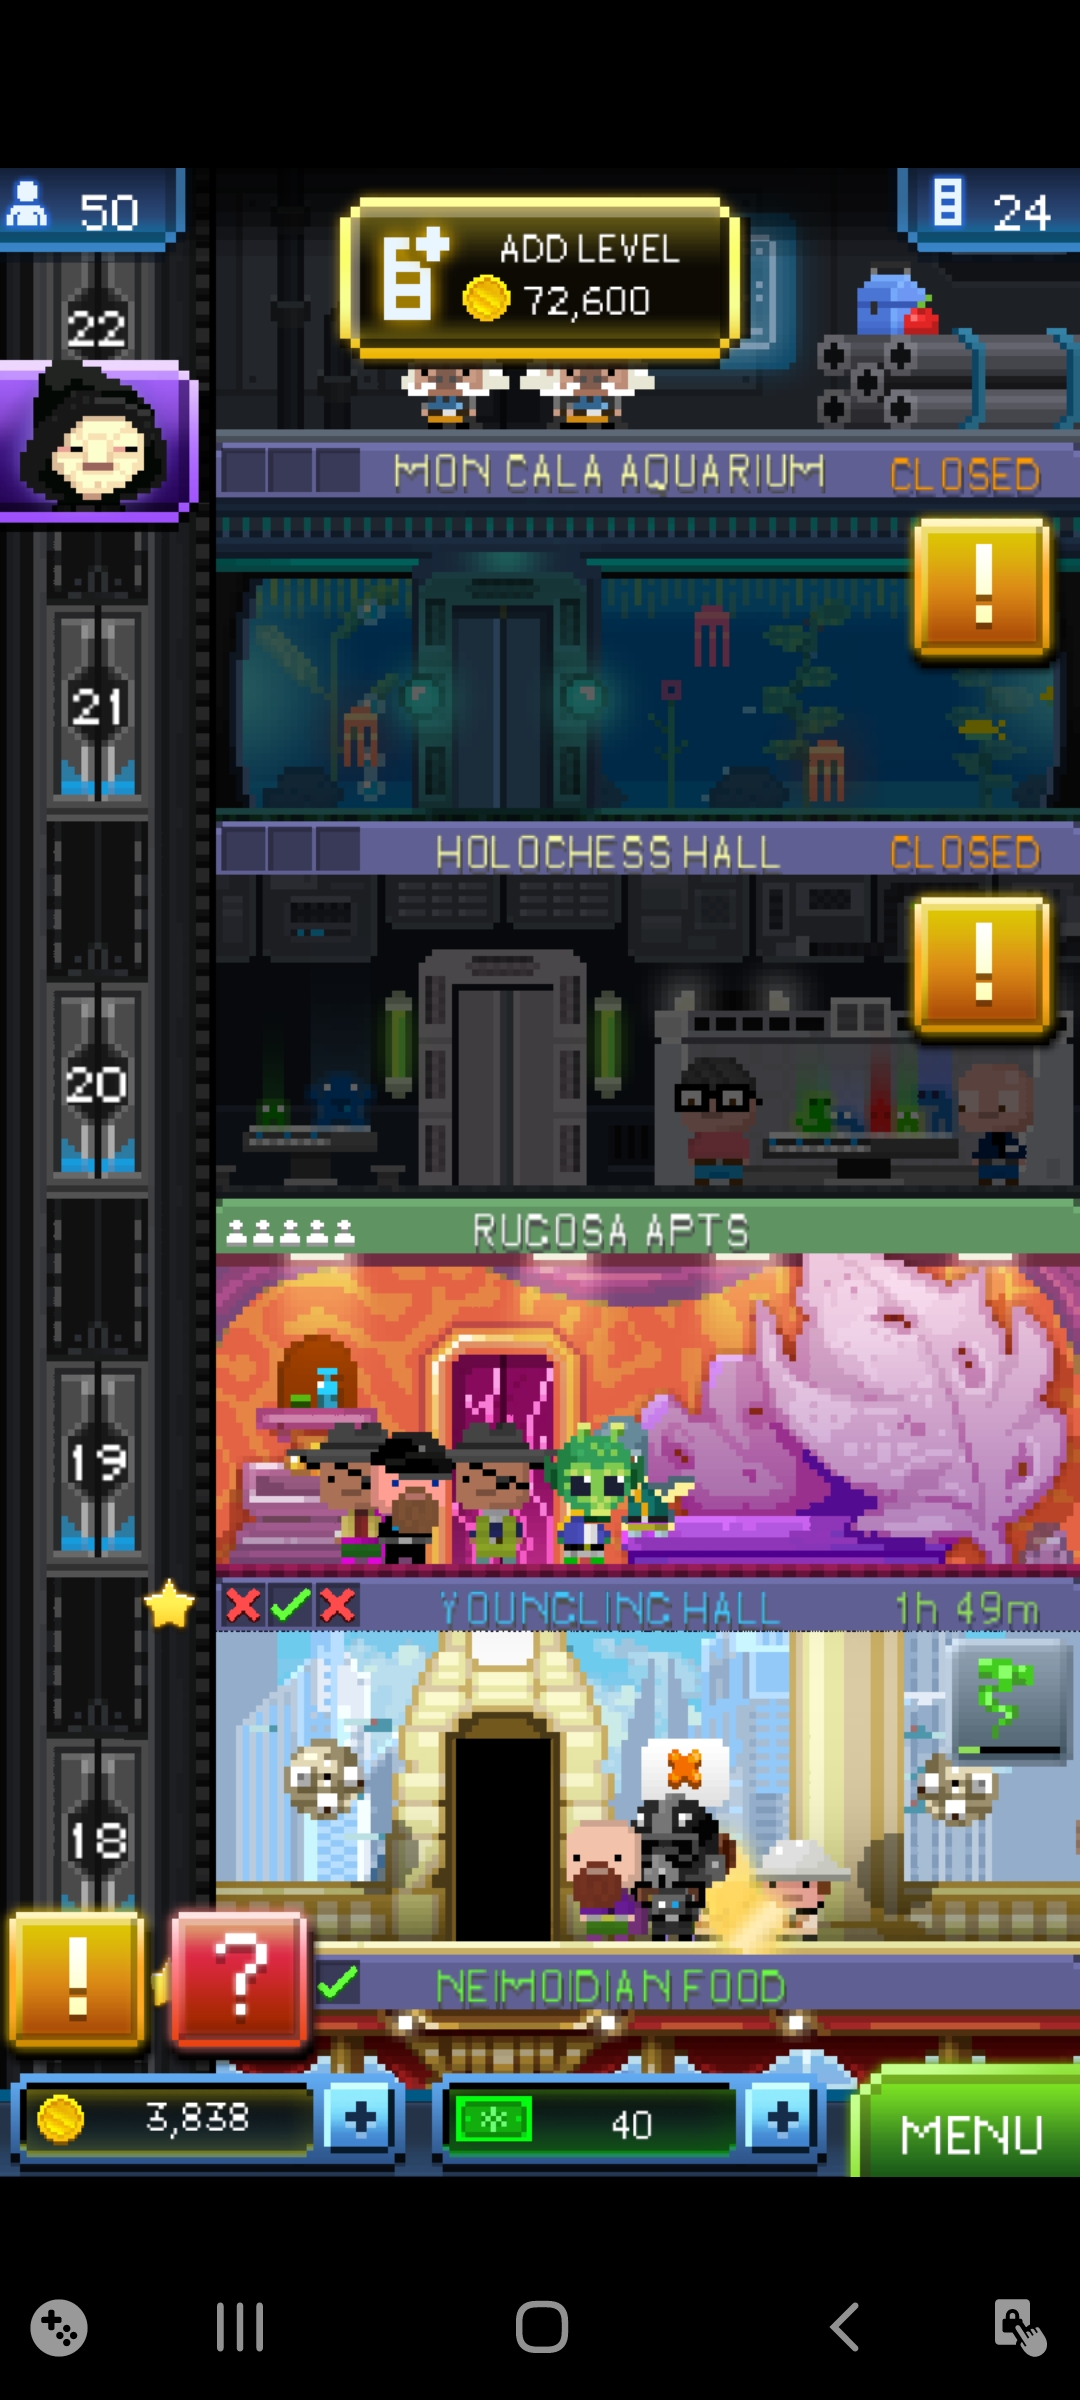 50
ADD LEVEL
72,600
24
22
MON CALA AQUARIUM
CLOSED
!
21
HOLOCHESS HALL
CLOSED
!
20
RUGOSA APTS
19
YOUNGLING HALL
1h 49m
18
!
?
NEIMOIDIAN FOOD
3,838
40
MENU